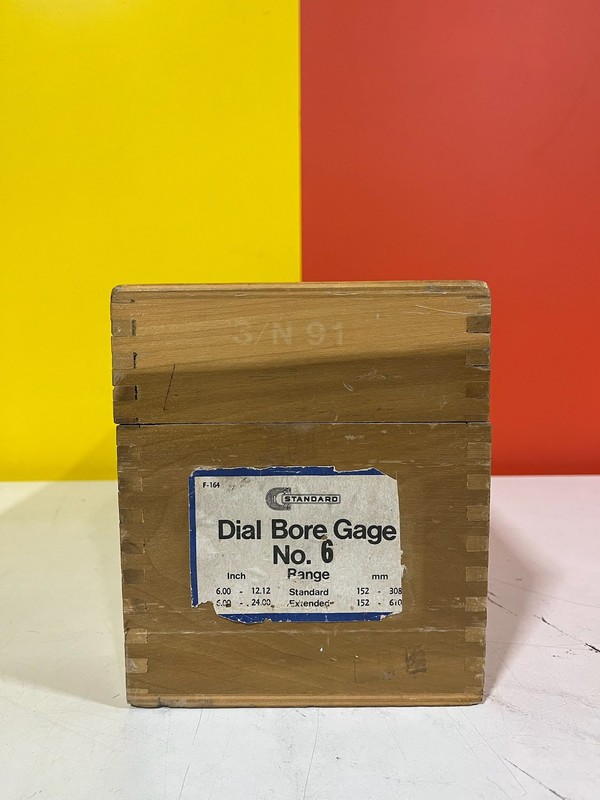 S/N 91
F-164
STANDARD
Dial Bore Gage
No. 6
Range
Inch mm
6.00 - 12.12 Standard 152 - 308
6.00 - 24.00 Extended 152 - 610